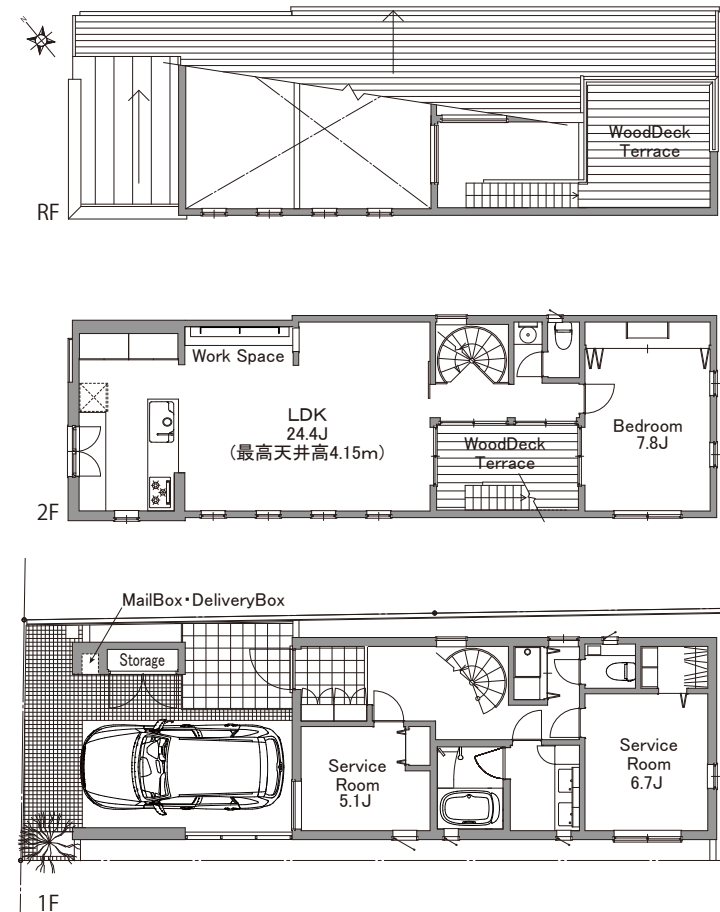 N
WoodDeck
Terrace
RF
Work Space
LDK
24.4J
(最高天井高4.15m)
WoodDeck
Terrace
Bedroom
7.8J
2F
MailBox・DeliveryBox
Storage
Service
Room
5.1J
Service
Room
6.7J
1F